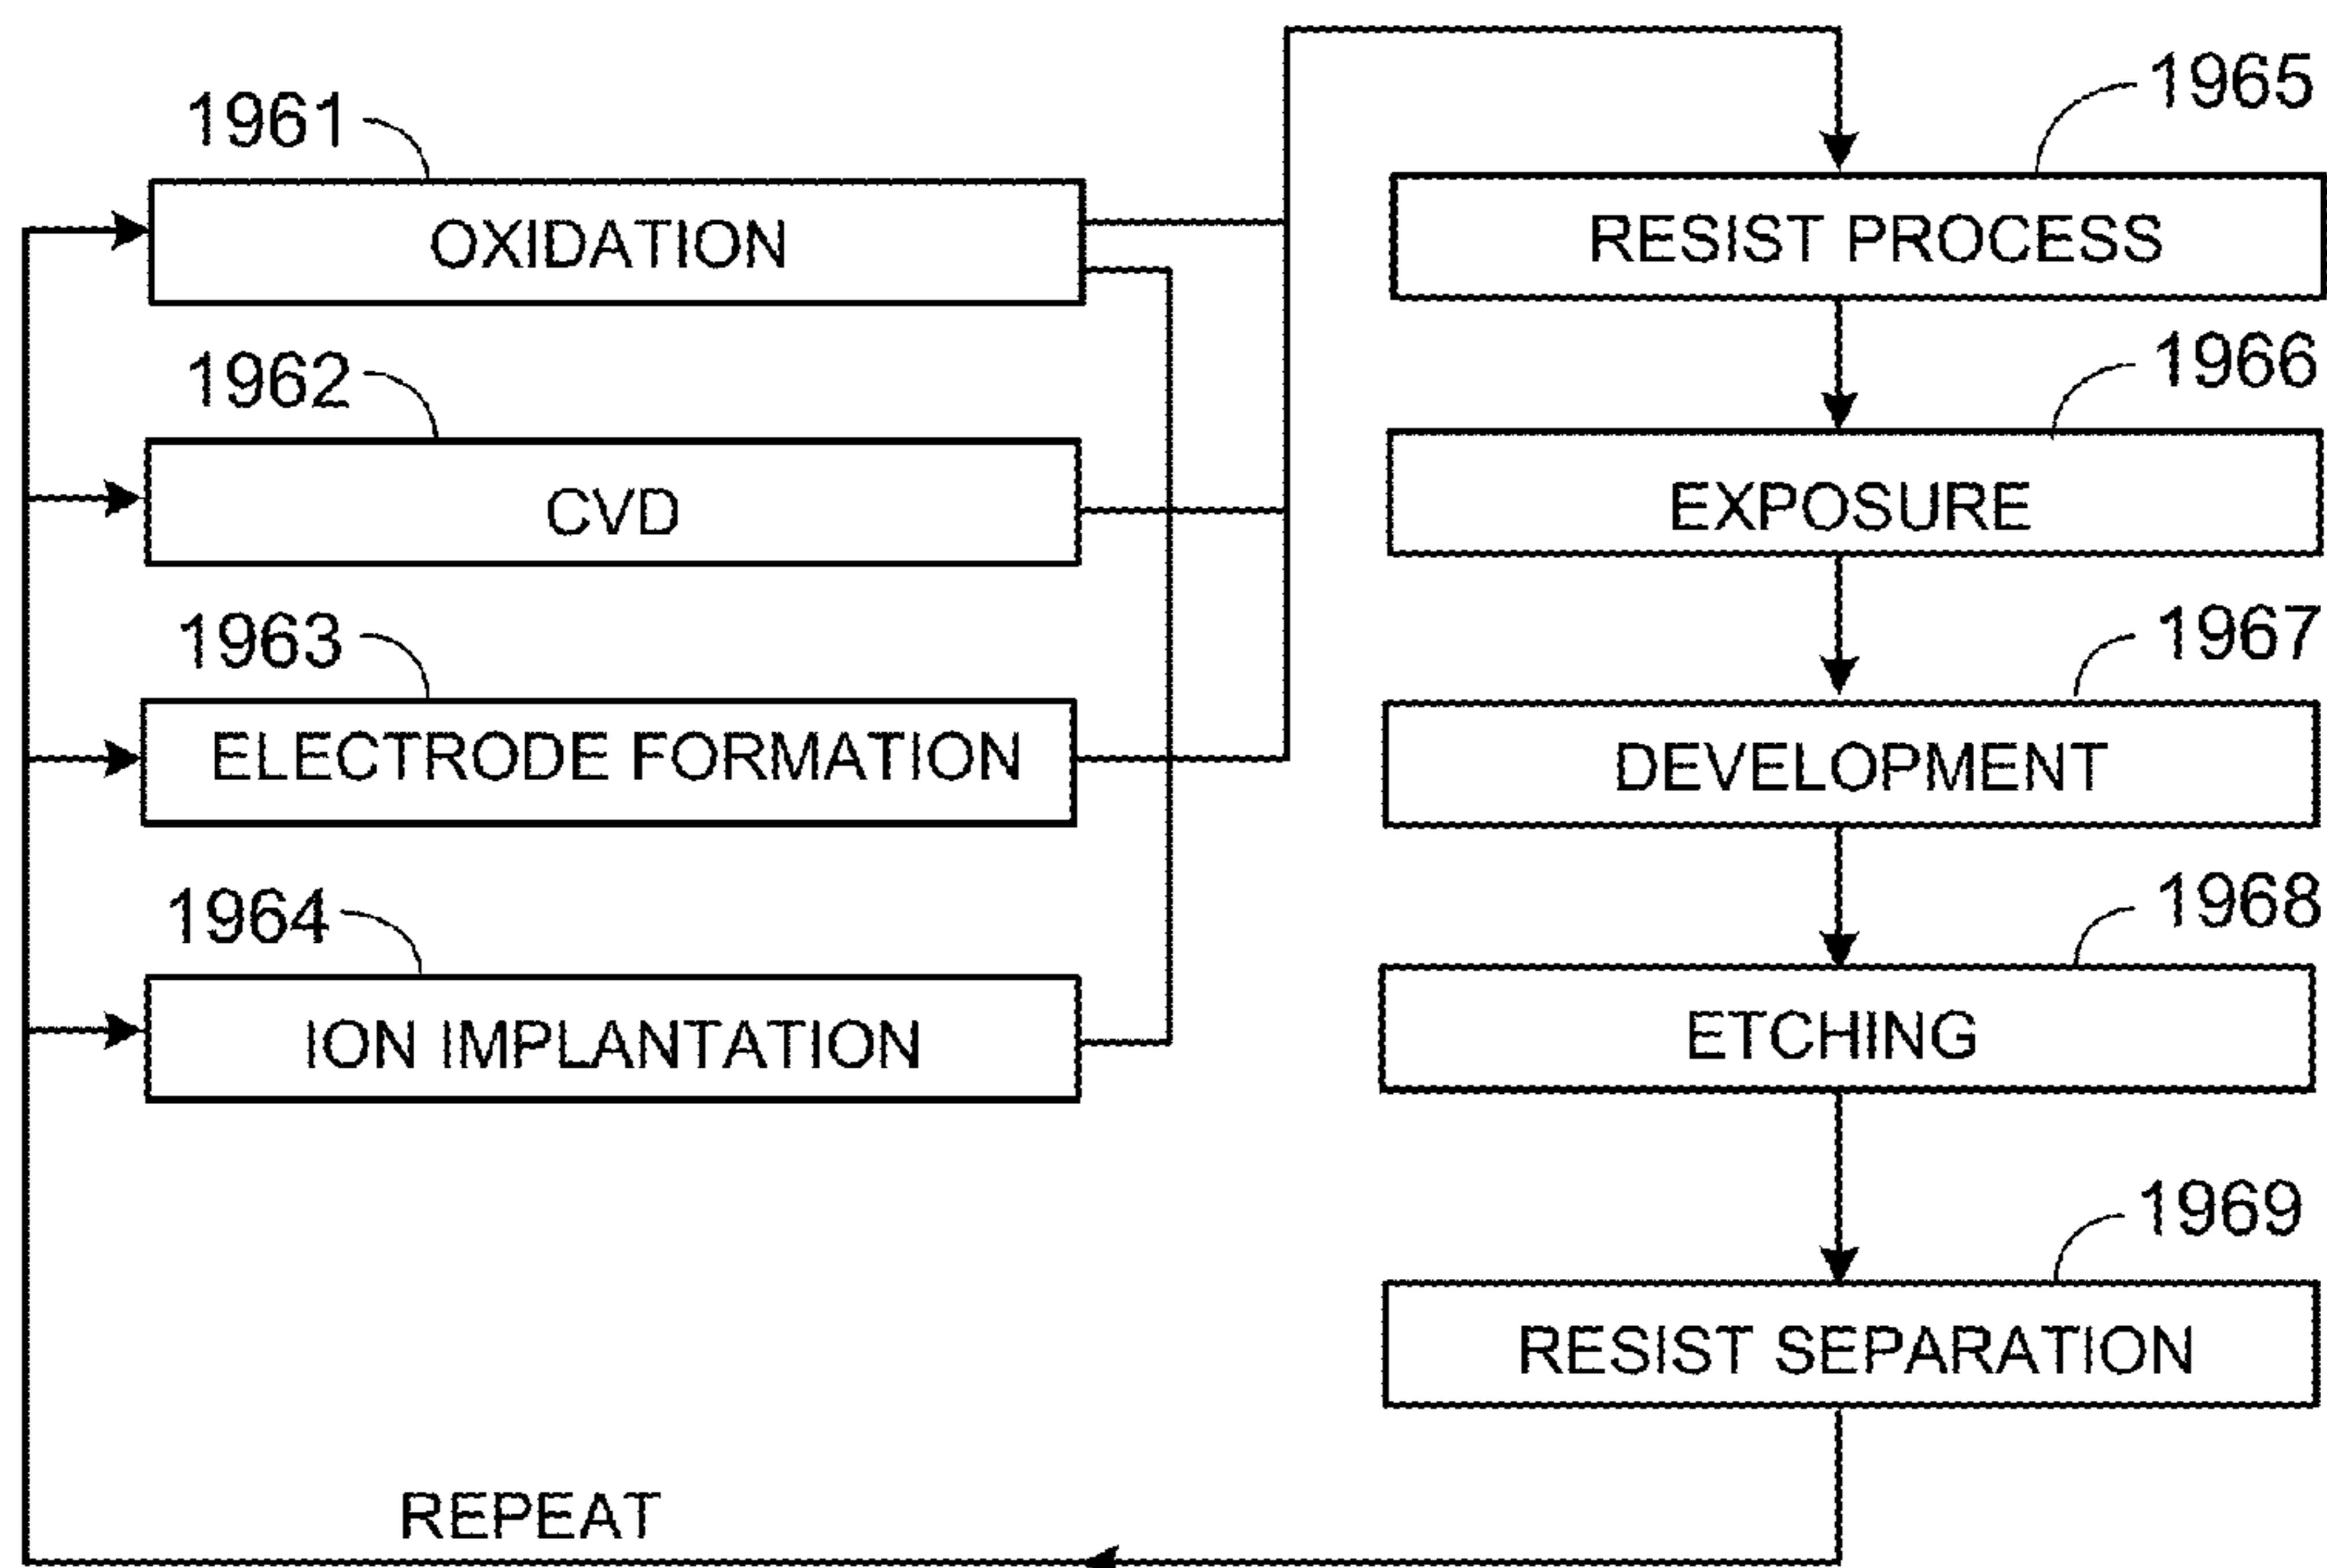 1961
OXIDATION
1962
CVD
1963
ELECTRODE FORMATION
1964
ION IMPLANTATION
1965
RESIST PROCESS
1966
EXPOSURE
1967
DEVELOPMENT
1968
ETCHING
1969
RESIST SEPARATION
REPEAT